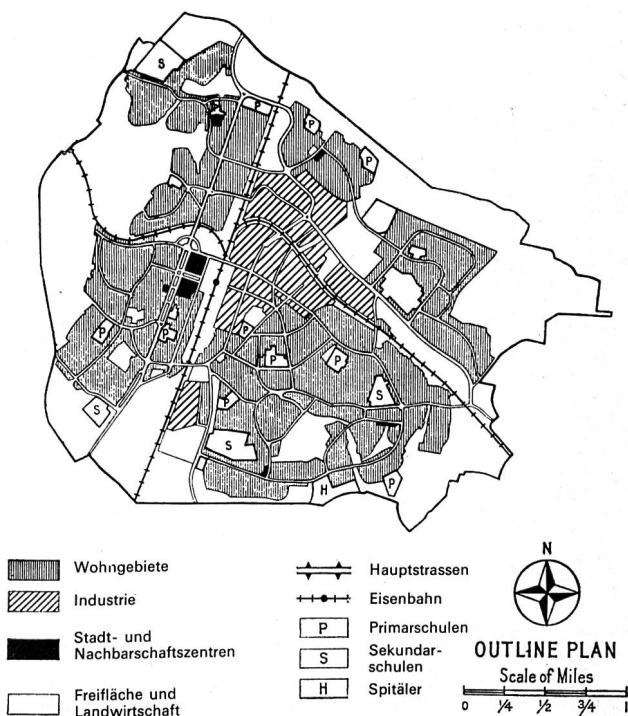 S
P
P
P
P
P
P
P
P
S
P
S
S
H
P
Wohngebiete
Industrie
Stadt- und
Nachbarschaftszentren
Freifläche und
Landwirtschaft
Hauptstrassen
Eisenbahn
P Primarschulen
S Sekundar-
schulen
H Spitäler
N
OUTLINE PLAN
Scale of Miles
0 1/4 1/2 3/4 1